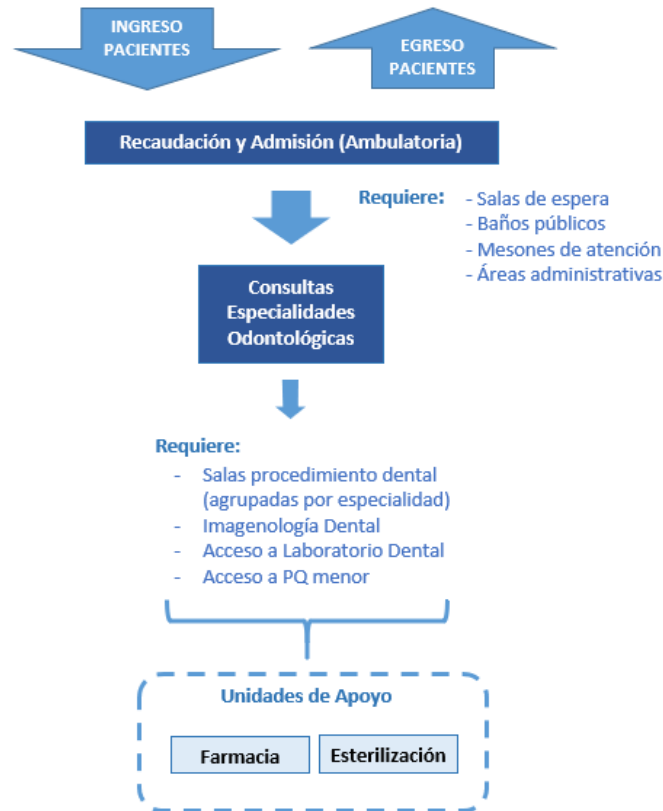 INGRESO
PACIENTES
EGRESO
PACIENTES
Recaudación y Admisión (Ambulatoria)
Requiere:
- Salas de espera
- Baños públicos
- Mesones de atención
- Áreas administrativas
Consultas
Especialidades
Odontológicas
Requiere:
- Salas procedimiento dental
(agrupadas por especialidad)
- Imagenología Dental
- Acceso a Laboratorio Dental
- Acceso a PQ menor
Unidades de Apoyo
Farmacia
Esterilización